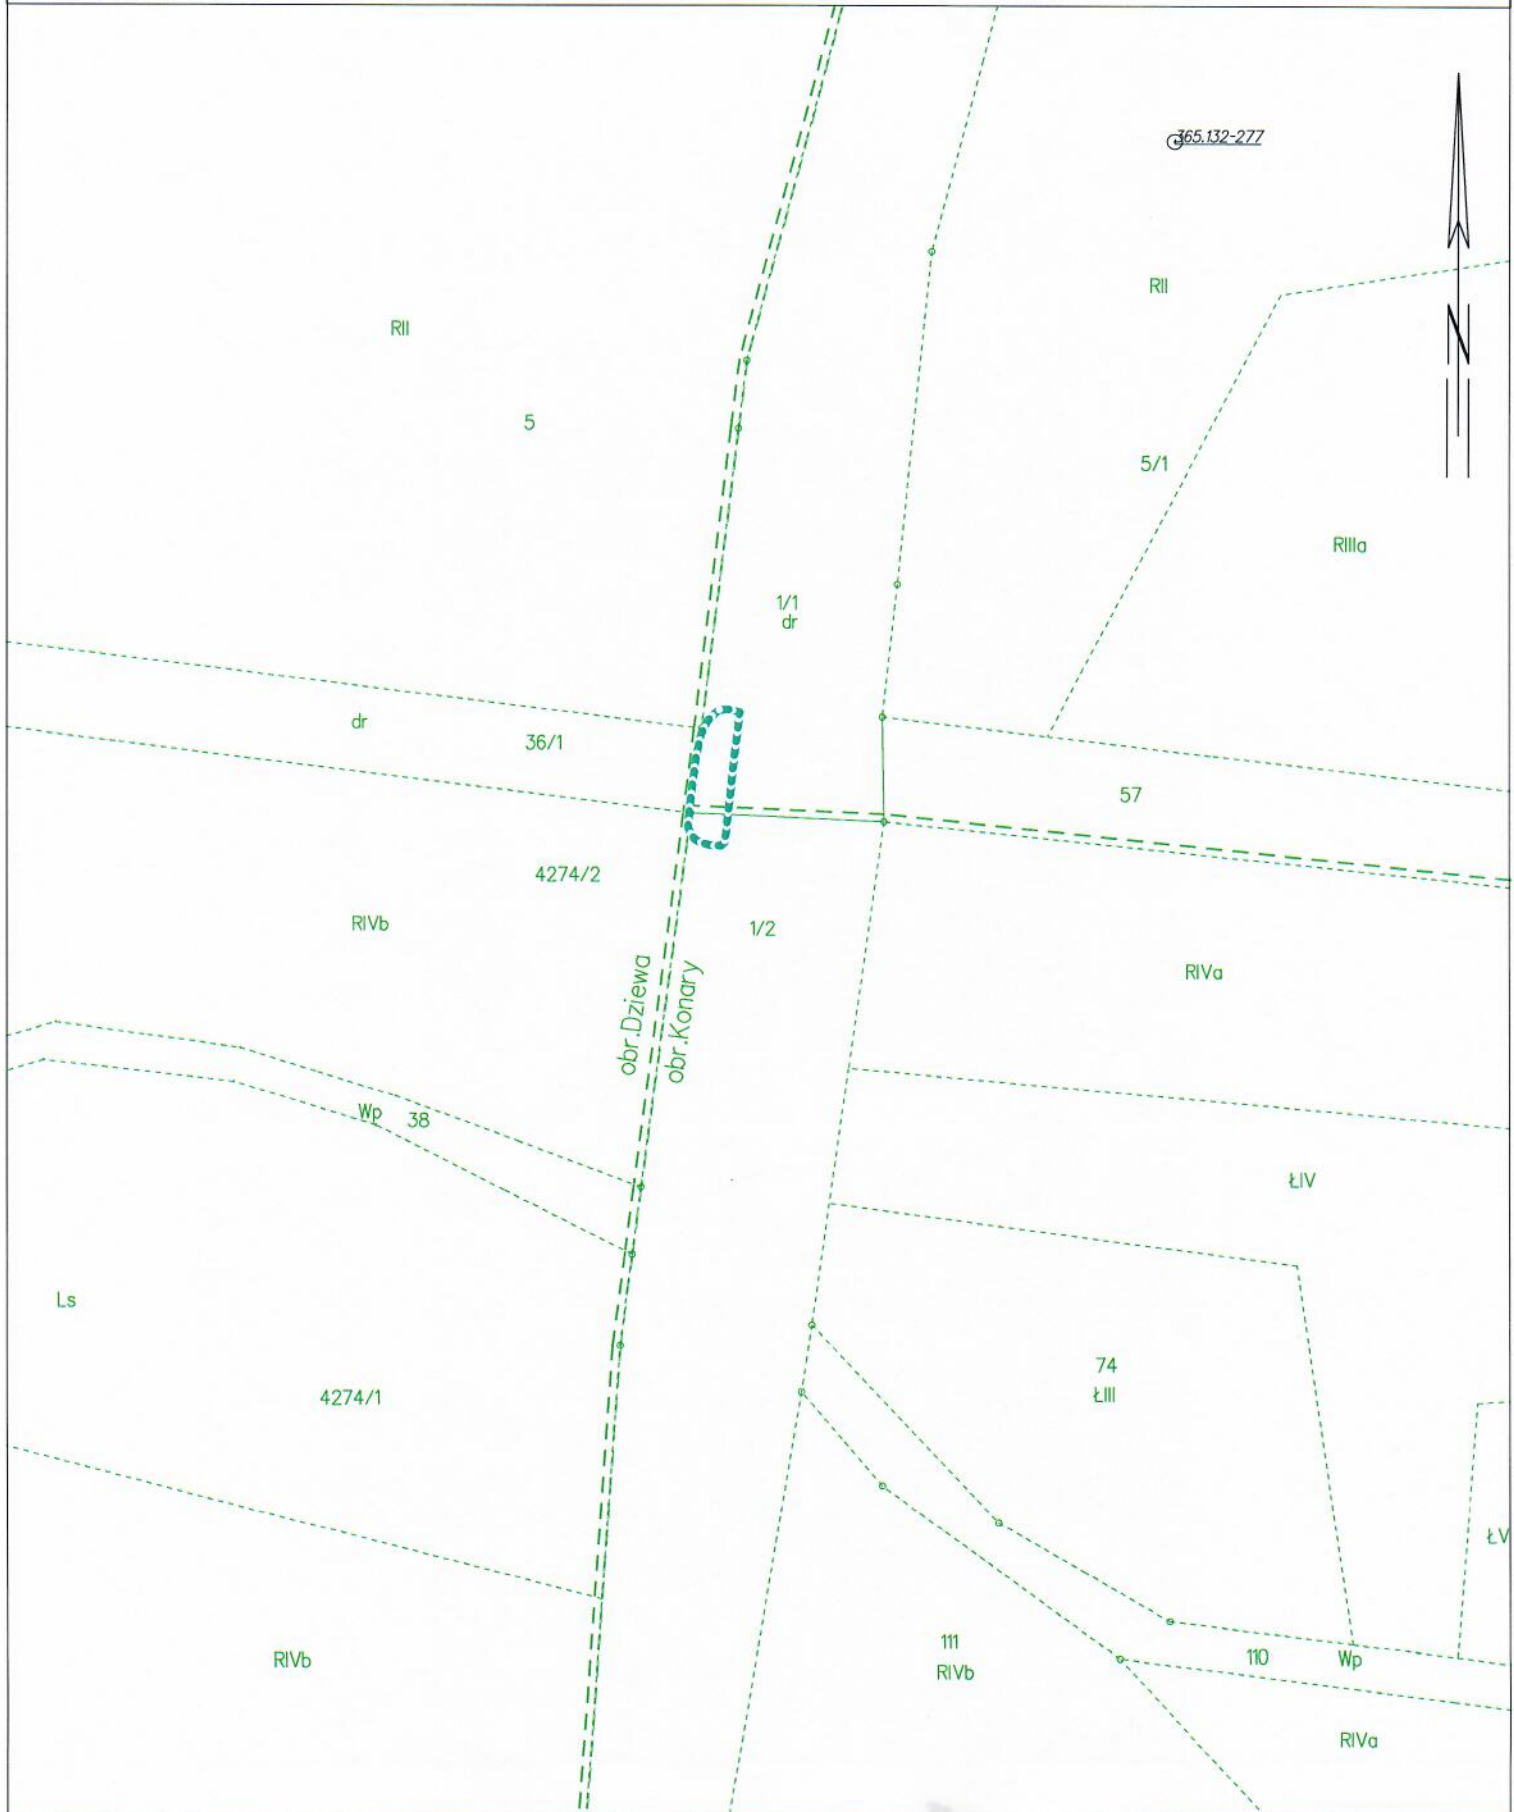 365.132-277
RII
RII
5
5/1
N
RIIIa
1/1
dr
dr
36/1
57
4274/2
1/2
RIVb
RIVa
obr.Dziewa
obr.Konary
Wp
38
ŁIV
Ls
74
ŁIII
4274/1
ŁV
111
RIVb
110
Wp
RIVb
RIVa